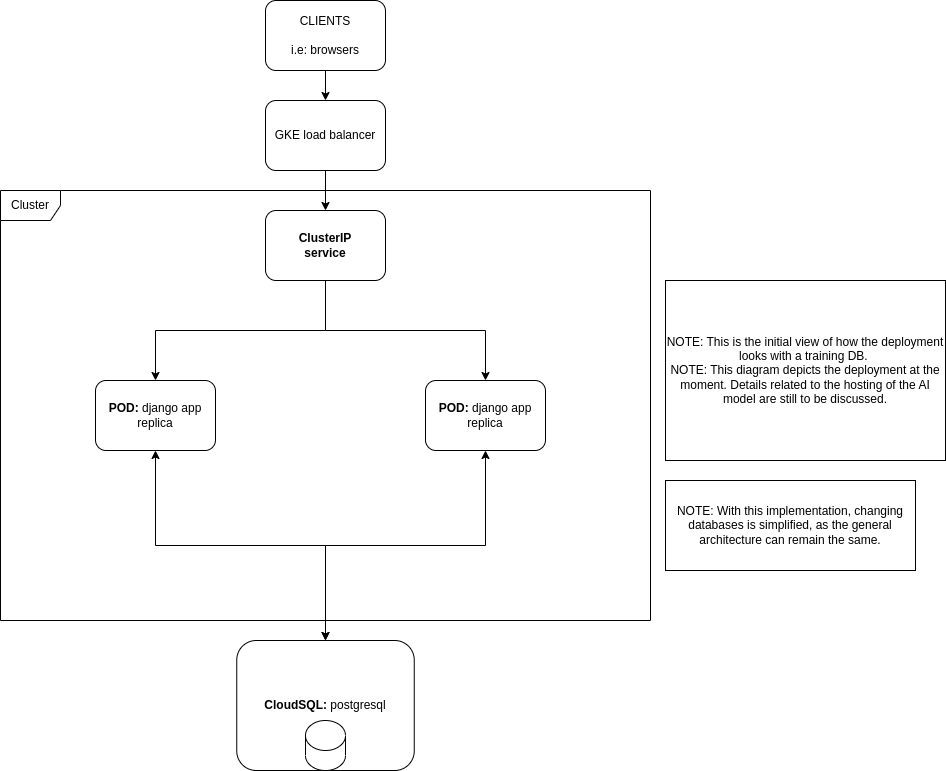 CLIENTS
i.e: browsers
GKE load balancer
Cluster
ClusterIP
service
POD: django app
replica
POD: django app
replica
NOTE: This is the initial view of how the deployment
looks with a training DB.
NOTE: This diagram depicts the deployment at the
moment. Details related to the hosting of the AI
model are still to be discussed.
NOTE: With this implementation, changing
databases is simplified, as the general
architecture can remain the same.
CloudSQL: postgresql